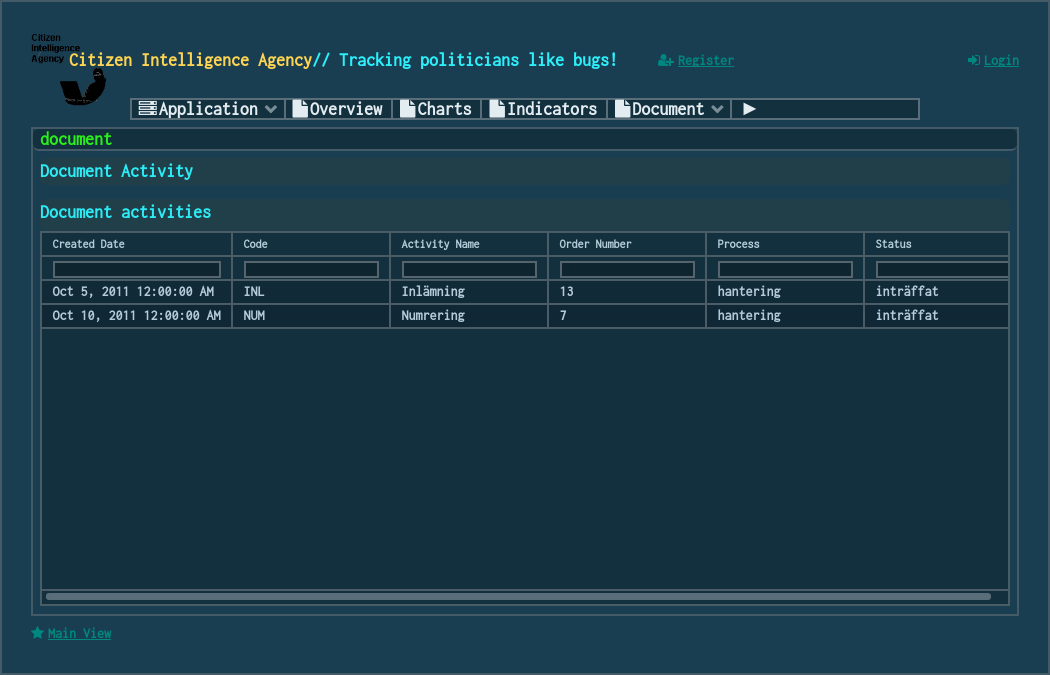 Citizen
Intelligence
Agency
Citizen Intelligence Agency// Tracking politicians like bugs!
Register
Login
Application
Overview
Charts
Indicators
Document
document
Document Activity
Document activities
Created Date Code Activity Name Order Number Process Status
Oct 5, 2011 12:00:00 AM INL Inlämning 13 hantering inträffat
Oct 10, 2011 12:00:00 AM NUM Numrering 7 hantering inträffat
Main View